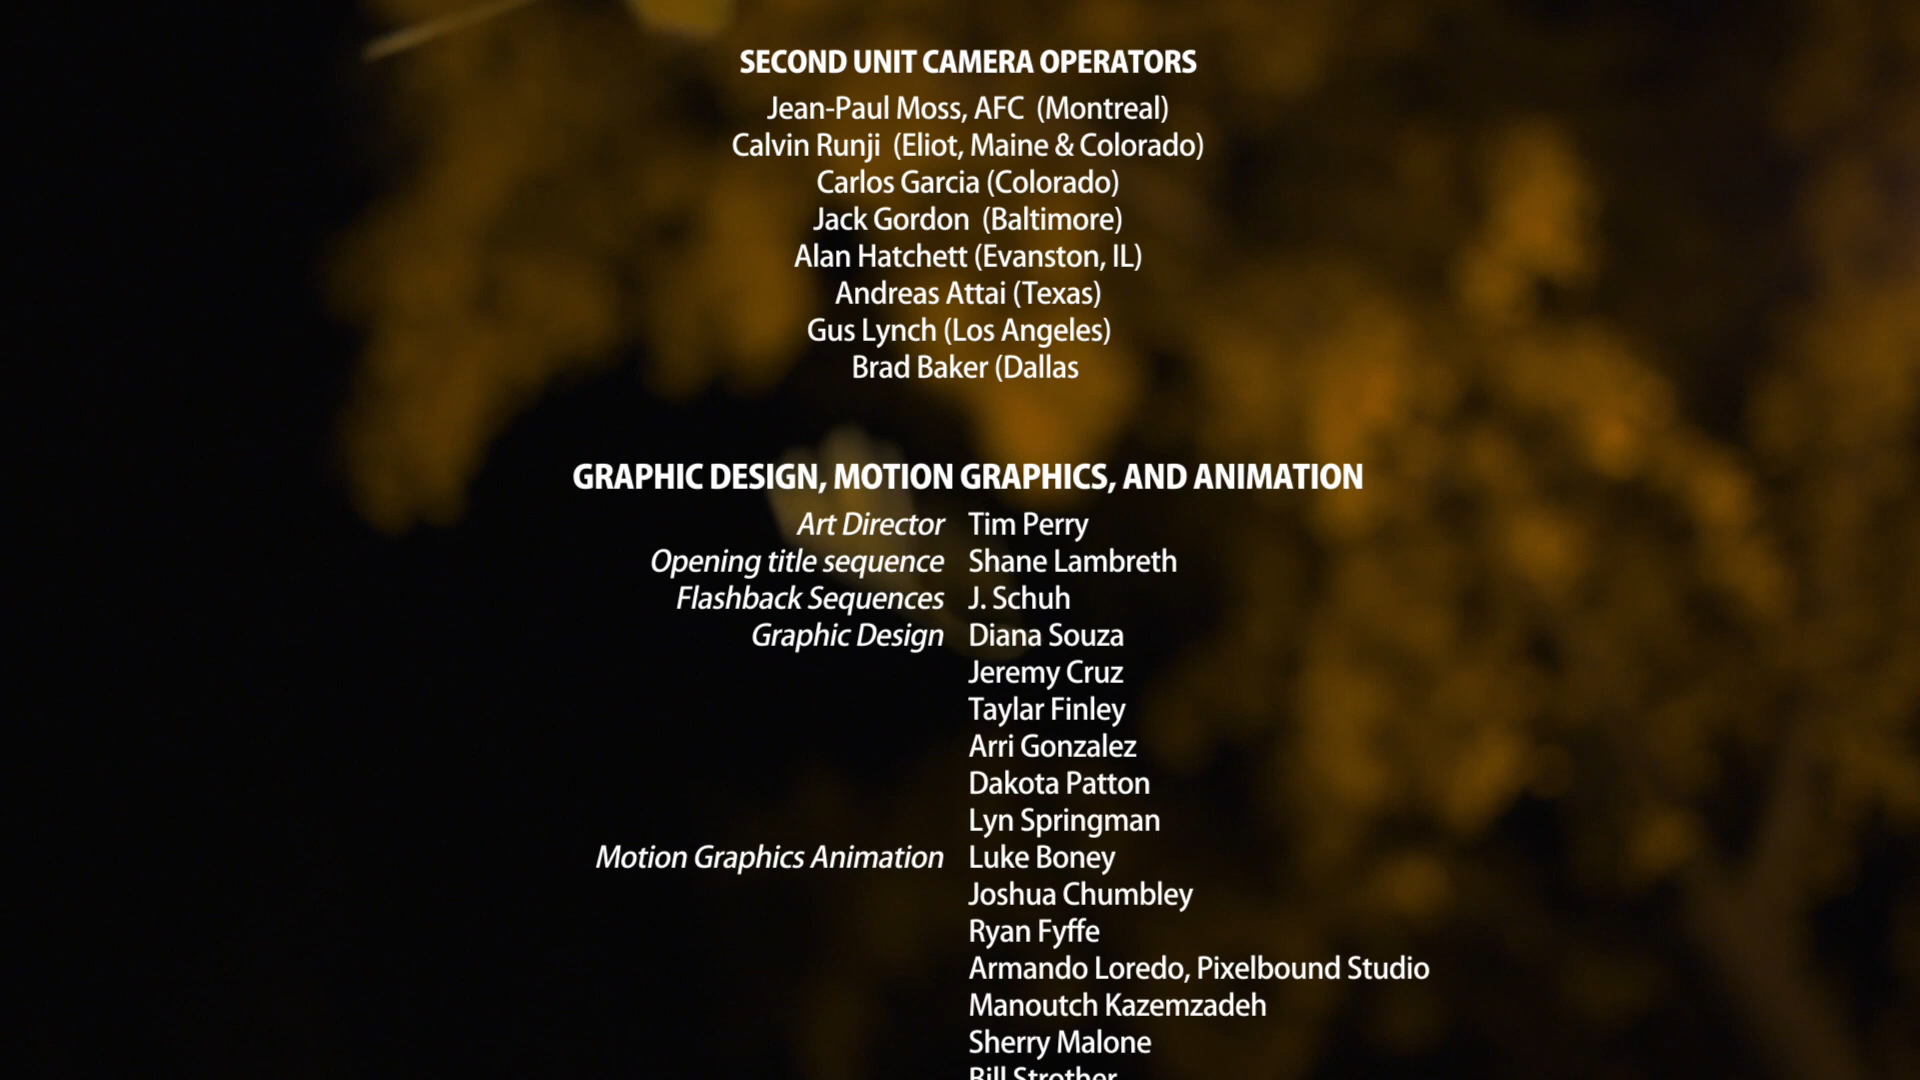 SECOND UNIT CAMERA OPERATORS
Jean-Paul Moss, AFC (Montreal)
Calvin Runji (Eliot, Maine & Colorado)
Carlos Garcia (Colorado)
Jack Gordon (Baltimore)
Alan Hatchett (Evanston, IL)
Andreas Attai (Texas)
Gus Lynch (Los Angeles)
Brad Baker (Dallas
GRAPHIC DESIGN, MOTION GRAPHICS, AND ANIMATION
Art Director Tim Perry
Opening title sequence Shane Lambreth
Flashback Sequences J. Schuh
Graphic Design Diana Souza
Jeremy Cruz
Taylar Finley
Arri Gonzalez
Dakota Patton
Lyn Springman
Motion Graphics Animation Luke Boney
Joshua Chumbley
Ryan Fyffe
Armando Loredo, Pixelbound Studio
Manoutch Kazemzadeh
Sherry Malone
Bill Strother